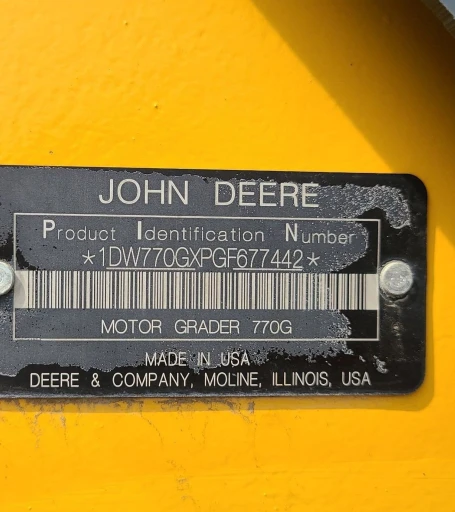 JOHN DEERE
Product Identification Number
*1DW770GXPGF677442*
MOTOR GRADER 770G
MADE IN USA
DEERE & COMPANY, MOLINE, ILLINOIS, USA